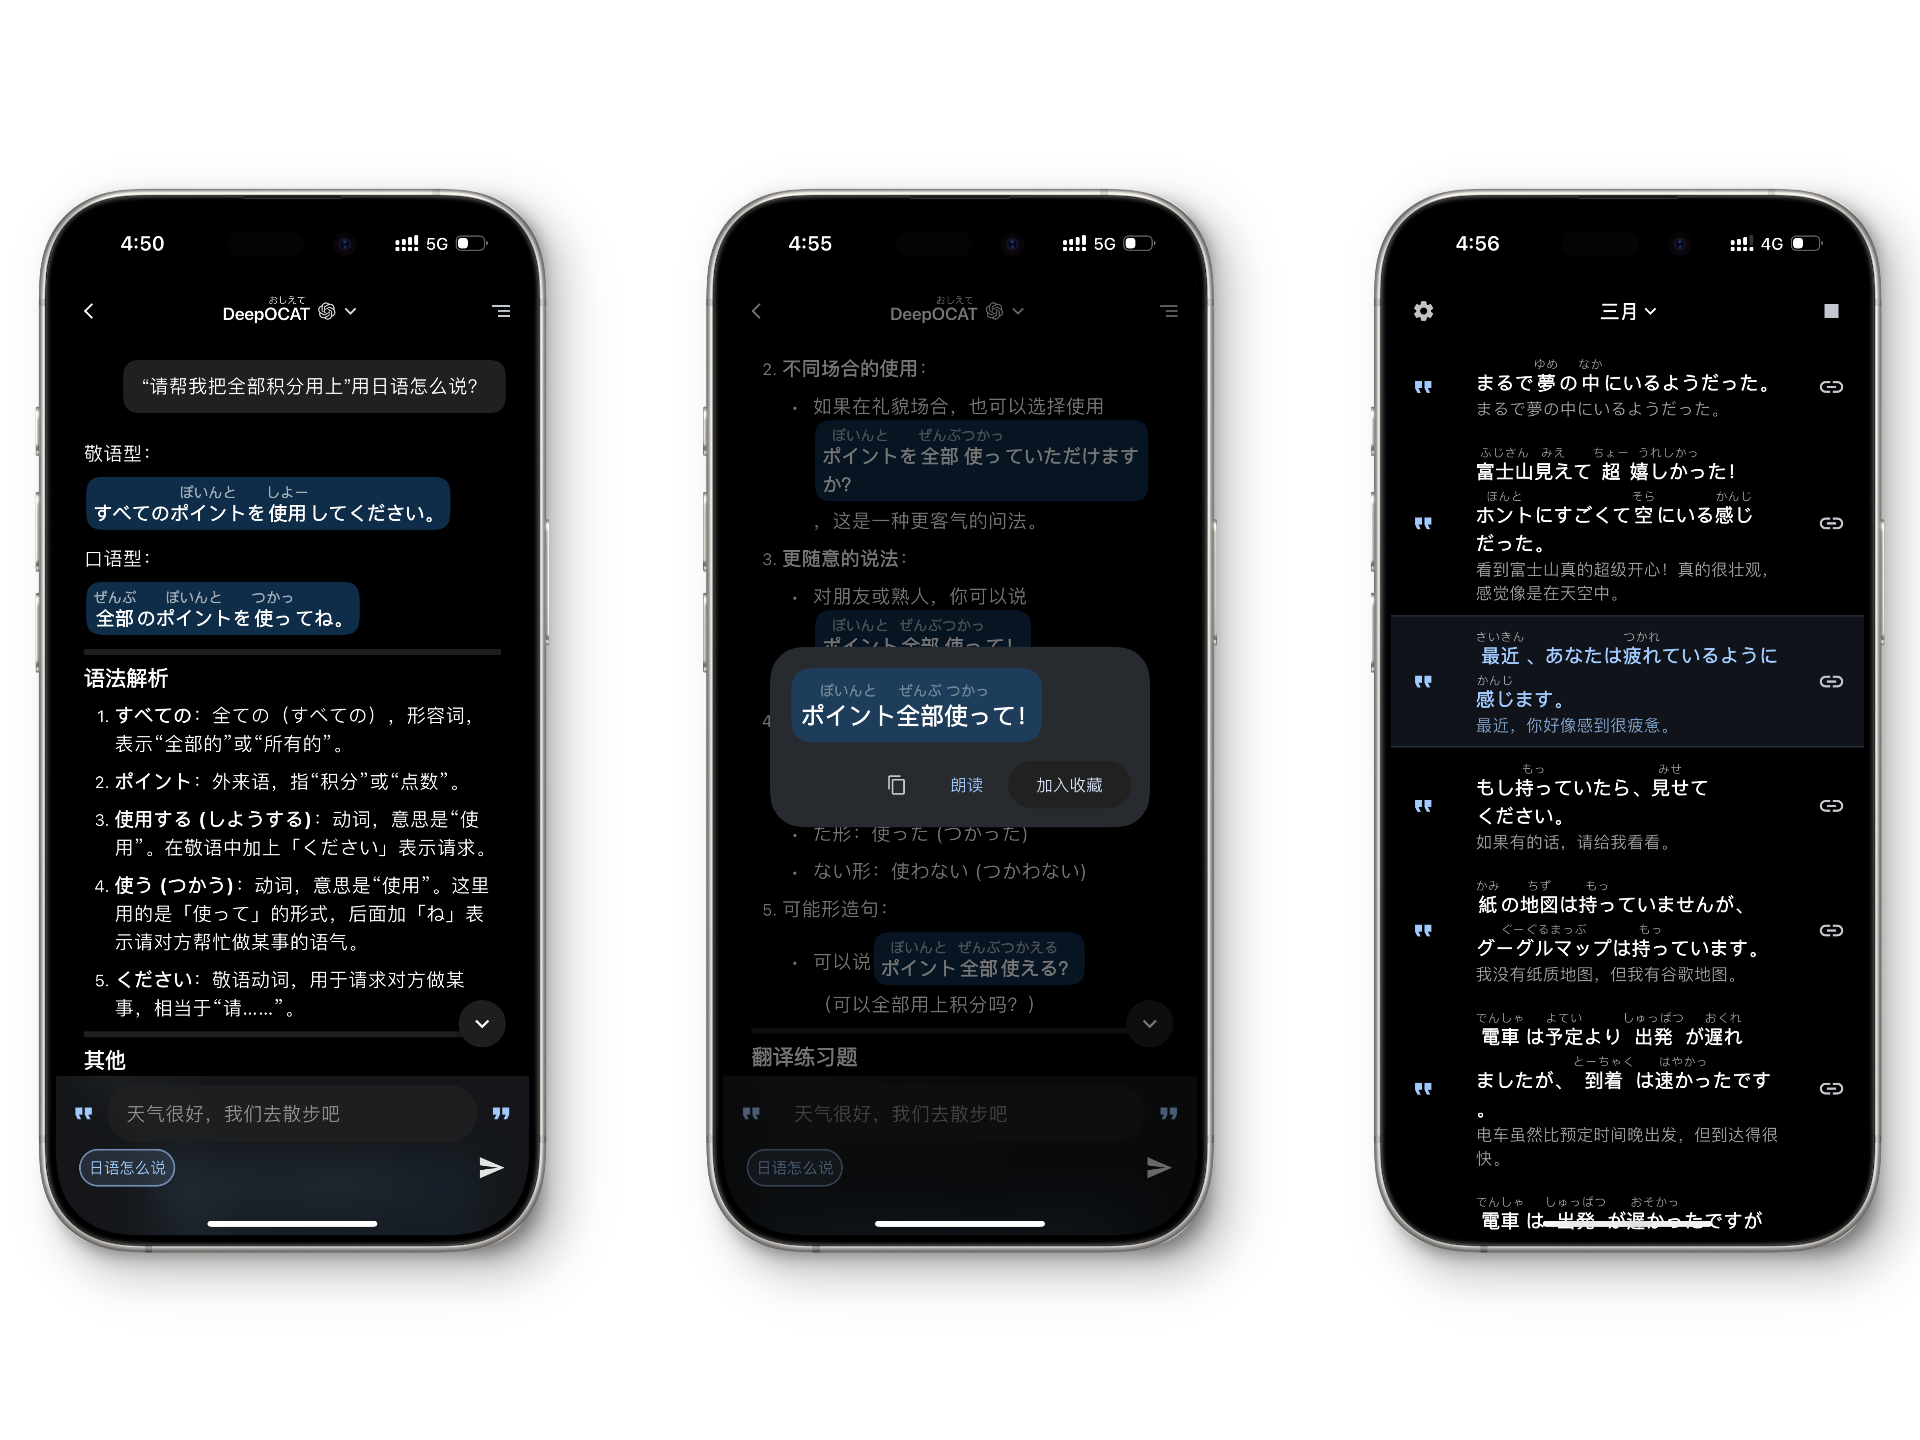 4:50
5G
おしえて
DeepOCAT
“请帮我把全部积分用上”用日语怎么说？
敬语型：
ぽいんと しよー
すべてのポイントを使用してください。
口语型：
ぜんぶ ぽいんと つかっ
全部のポイントを使ってね。
语法解析
1. すべての：全ての（すべての），形容词，
表示“全部的”或“所有的”。
2. ポイント：外来语，指“积分”或“点数”。
3. 使用する (しようする)：动词，意思是“使
用”。在敬语中加上「ください」表示请求。
4. 使う (つかう)：动词，意思是“使用”。这里
用的是「使って」的形式，后面加「ね」表
示请对方帮忙做某事的语气。
5. ください：敬语动词，用于请求对方做某
事，相当于“请……”。
其他
天气很好，我们去散步吧
日语怎么说
4:55
5G
おしえて
DeepOCAT
2. 不同场合的使用：
• 如果在礼貌场合，也可以选择使用
ぽいんと ぜんぶつかっ
ポイントを全部使っていただけます
か？
，这是一种更客气的问法。
3. 更随意的说法：
• 对朋友或熟人，你可以说
ぽいんと ぜんぶつかっ
ポイント全部使って！
4
ぽいんと ぜんぶ つかっ
ポイント全部使って！
朗读
加入收藏
• た形：使った (つかった)
• ない形：使わない (つかわない)
5. 可能形造句：
ぽいんと ぜんぶつかえる
• 可以说 ポイント全部使える？
（可以全部用上积分吗？）
翻译练习题
天气很好，我们去散步吧
日语怎么说
4:56
4G
三月
ゆめ なか
まるで夢の中にいるようだった。
まるで夢の中にいるようだった。
ふじさん みえ ちょー うれしかっ
富士山見えて超嬉しかった！
ほんと そら かんじ
ホントにすごくて空にいる感じ
だった。
看到富士山真的超级开心！真的很壮观，
感觉像是在天空中。
さいきん つかれ
最近、あなたは疲れているように
かんじ
感じます。
最近，你好像感到很疲惫。
もっ みせ
もし持っていたら、見せて
ください。
如果有的话，请给我看看。
かみ ちず もっ
紙の地図は持っていませんが、
ぐーぐるまっぷ もっ
グーグルマップは持っています。
我没有纸质地图，但我有谷歌地图。
でんしゃ よてい しゅっぱつ おくれ
電車は予定より出発が遅れ
とーちゃく はやかっ
ましたが、到着は速かったです
。
电车虽然比预定时间晚出发，但到达得很
快。
でんしゃ しゅっぱつ おそかっ
電車は出発が遅かったですが